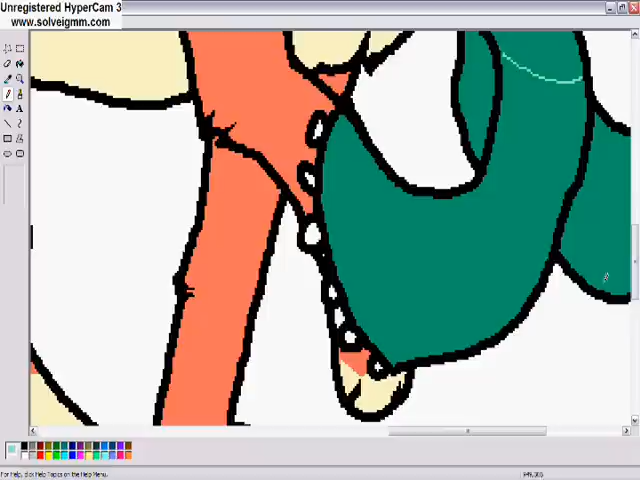 Unregistered HyperCam 3
www.solveigmm.com
A
For Help, click Help Topics on the Help Menu.